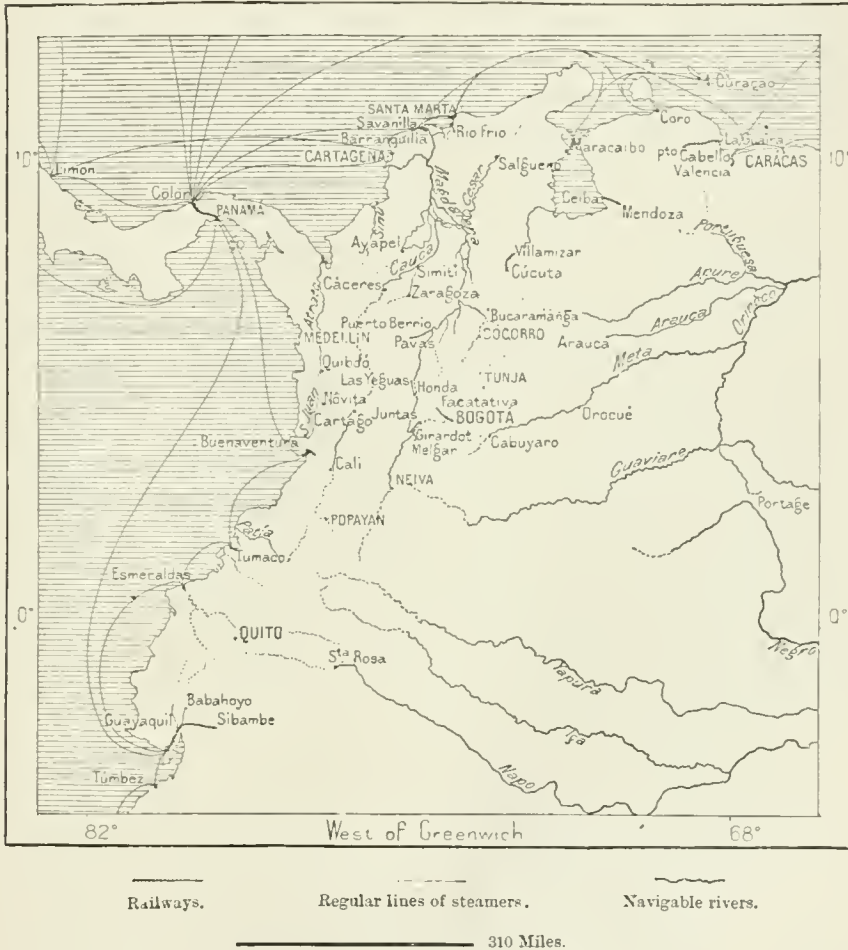 SANTA MARTA
Curaçao
Savanilla
Coro
Barranquilla
Rio Frio
La Guaira
10°
CARTAGENA
Maracaibo
Pto Cabello
CARACAS
10°
Limon
Salguero
Valencia
Colon
Magdalena
Cesar
PANAMA
Ceiba
Mendoza
Sinu
Portuguesa
Ayapel
Villamizar
Cauca
Simiti
Cúcuta
Apure
Cáceres
Zaragoza
Atrato
Bucaramanga
Arauca
Orinoco
Puerto Berrio
MEDELLIN
Pavas
SOCORRO
Arauca
Meta
Quibdó
Las Yeguas
Honda
TUNJA
Nóvita
Facatativa
S. Juan
Juntas
BOGOTA
Orocué
Cartago
Girardot
Buenaventura
Melgar
Cabuyaro
Cali
Guaviare
NEIVA
Portage
POPAYAN
Patia
Tumaco
Esmeraldas
0°
0°
QUITO
Negro
Sta Rosa
Yapura
Babahoyo
Guayaquil
Sibambe
Iça
Napo
Túmbez
82°
West of Greenwich
68°
Railways.
Regular lines of steamers.
Navigable rivers.
310 Miles.